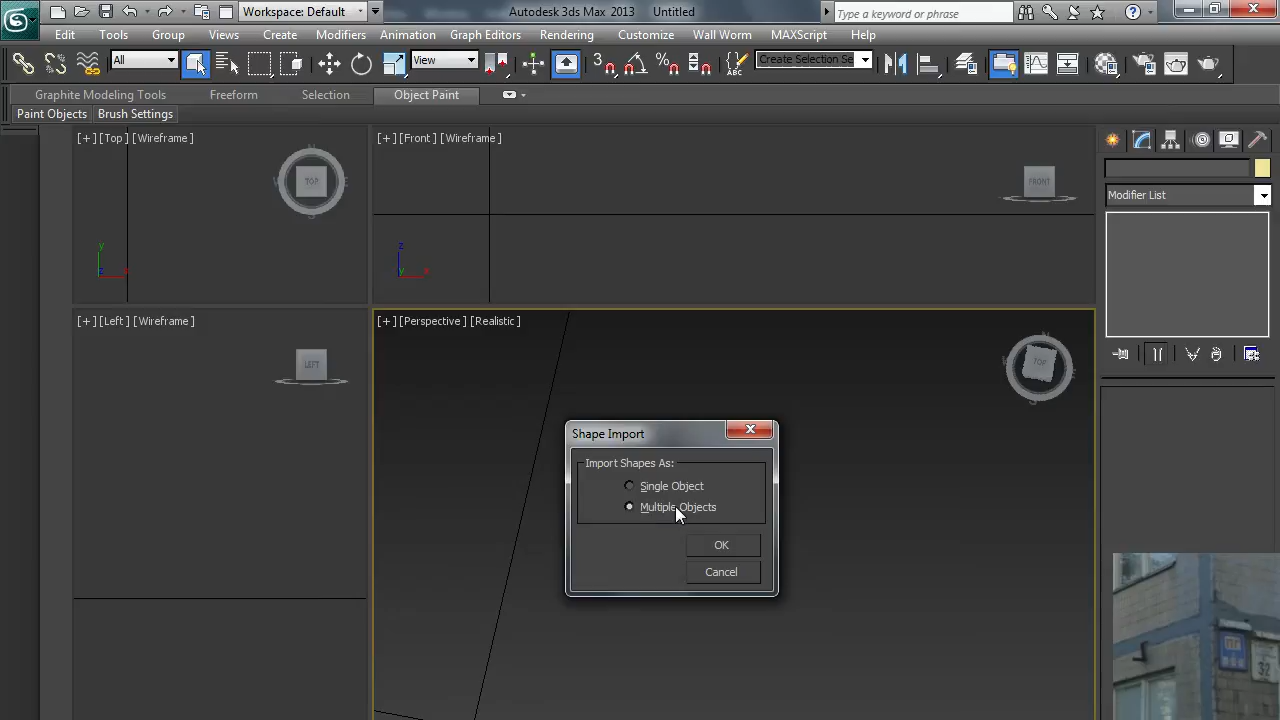 Workspace: Default
Autodesk 3ds Max 2013 Untitled
Type a keyword or phrase
Edit Tools Group Views Create Modifiers Animation Graph Editors Rendering Customize Wall Worm MAXScript Help
All
View
Create Selection Se
Graphite Modeling Tools Freeform Selection Object Paint
Paint Objects Brush Settings
[+] [Top] [Wireframe]
TOP
y
z
x
[+] [Front] [Wireframe]
FRONT
z
y
x
Modifier List
[+] [Left] [Wireframe]
LEFT
[+] [Perspective] [Realistic]
TOP
Shape Import
Import Shapes As:
Single Object
Multiple Objects
OK
Cancel
32